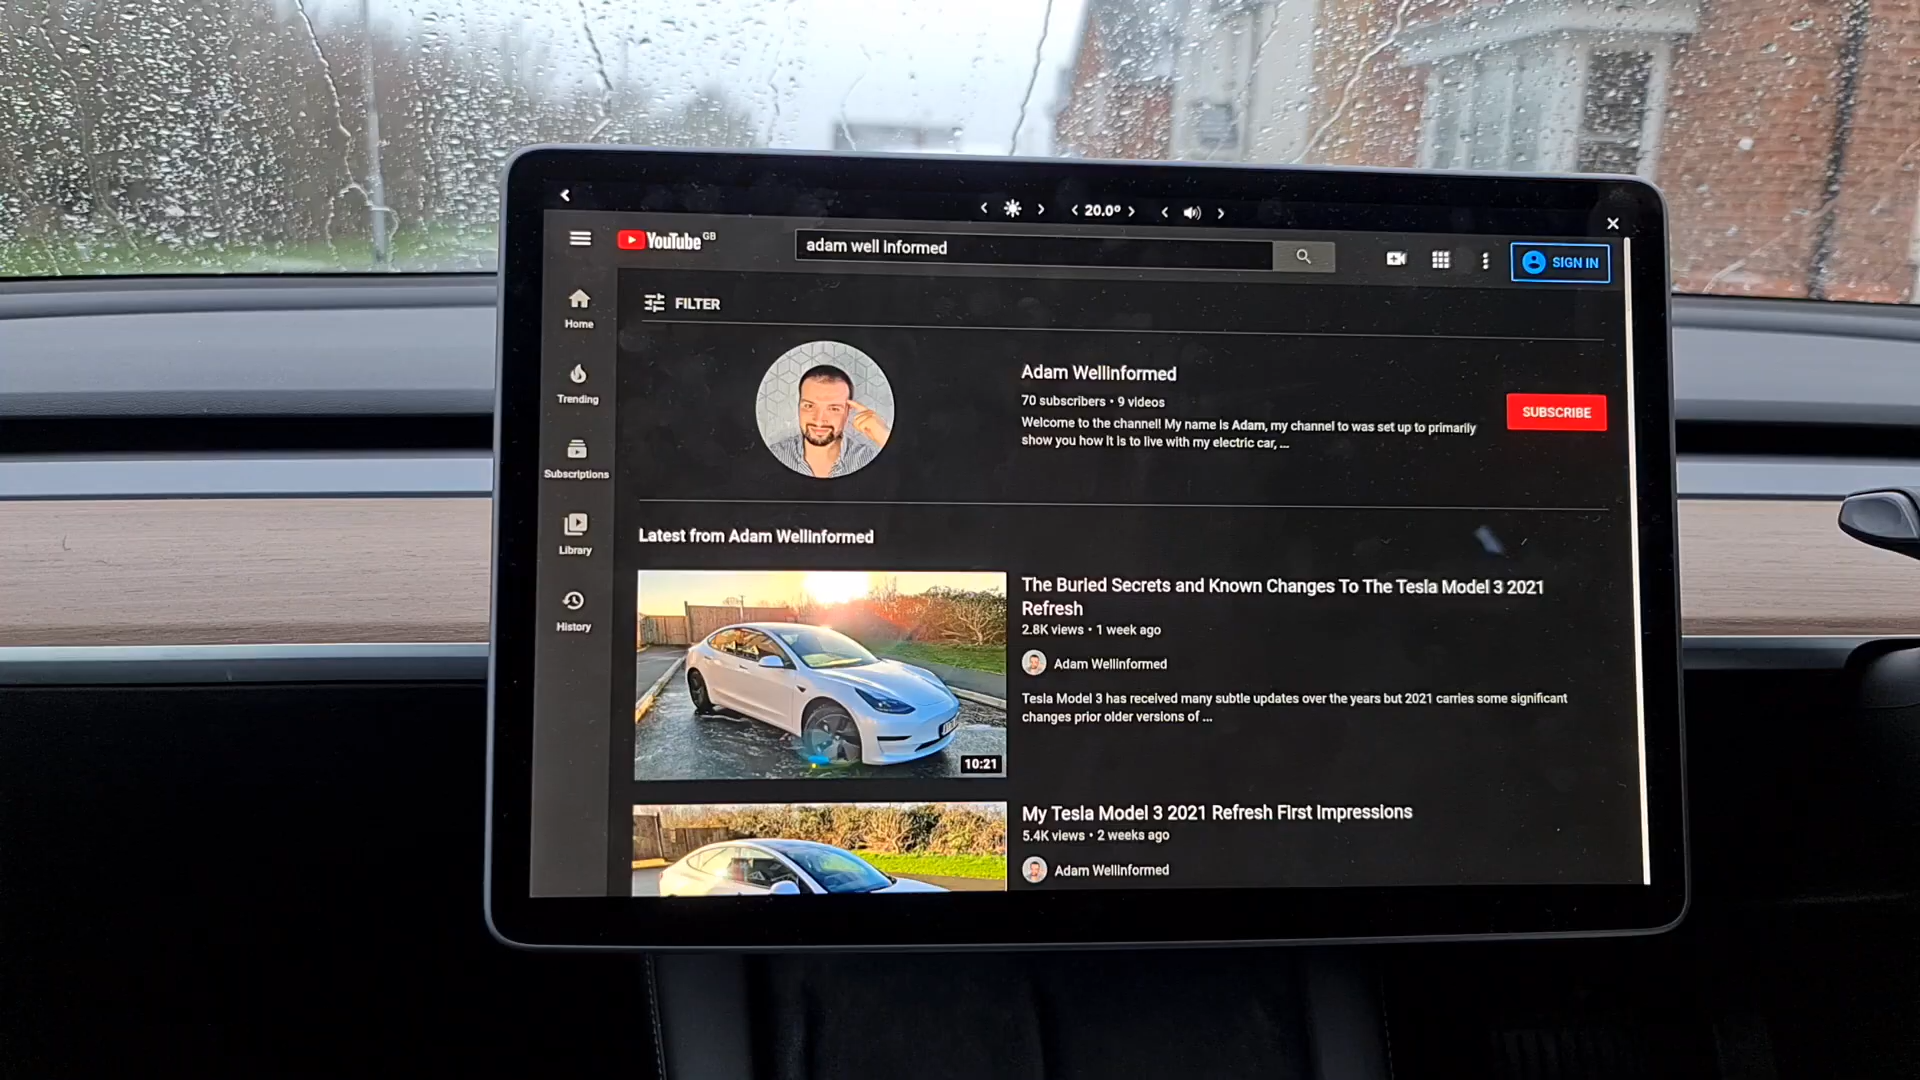 20.0°
YouTube GB
adam well informed
SIGN IN
FILTER
Home
Trending
Subscriptions
Library
History
Adam WellInformed
70 subscribers • 9 videos
Welcome to the channel! My name is Adam, my channel to was set up to primarily
show you how it is to live with my electric car, ...
SUBSCRIBE
Latest from Adam WellInformed
10:21
The Buried Secrets and Known Changes To The Tesla Model 3 2021
Refresh
2.8K views • 1 week ago
Adam WellInformed
Tesla Model 3 has received many subtle updates over the years but 2021 carries some significant
changes prior older versions of ...
My Tesla Model 3 2021 Refresh First Impressions
5.4K views • 2 weeks ago
Adam WellInformed